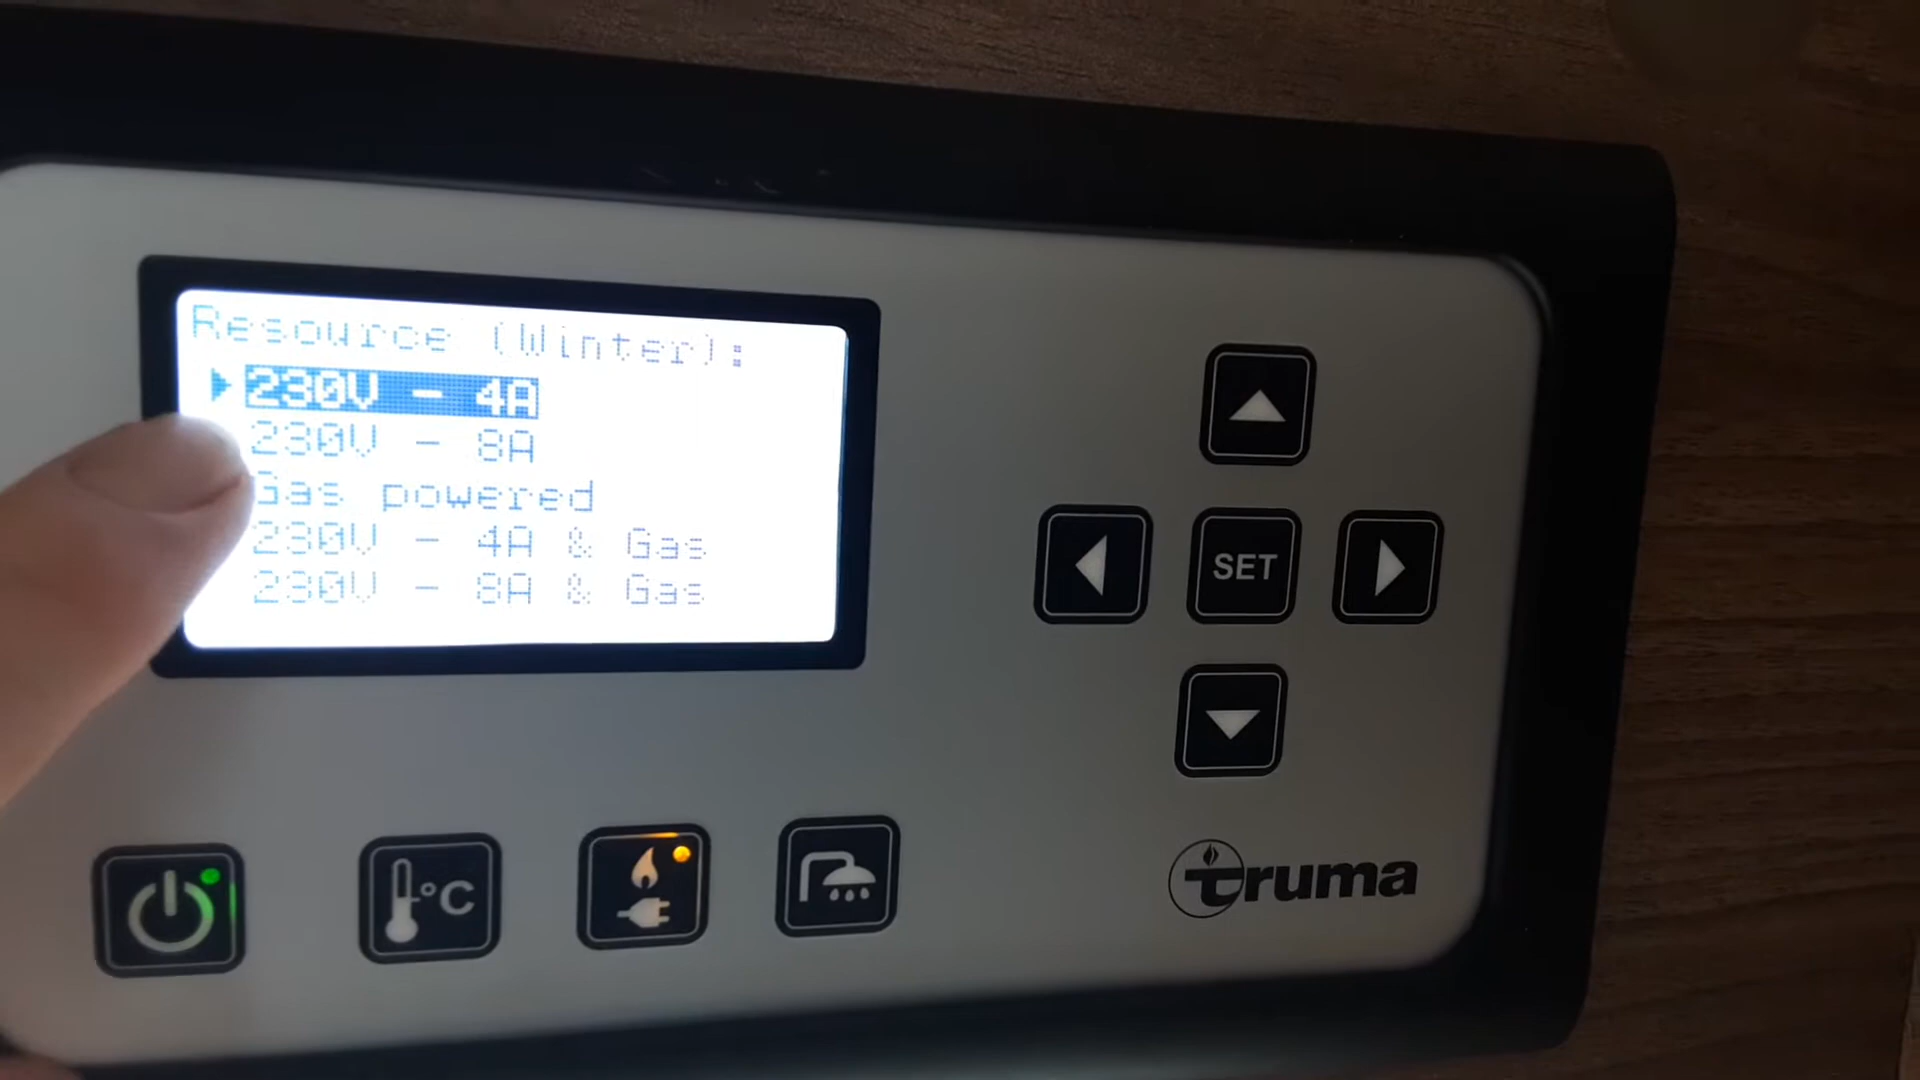 Resource (Winter):
230V - 4A
230V - 8A
Gas powered
230V - 4A & Gas
230V - 8A & Gas
SET
°C
truma